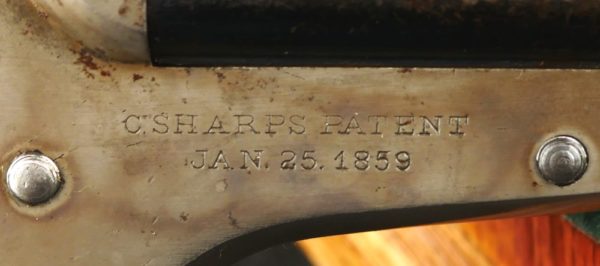 C. SHARPS PATENT
JAN. 25. 1859